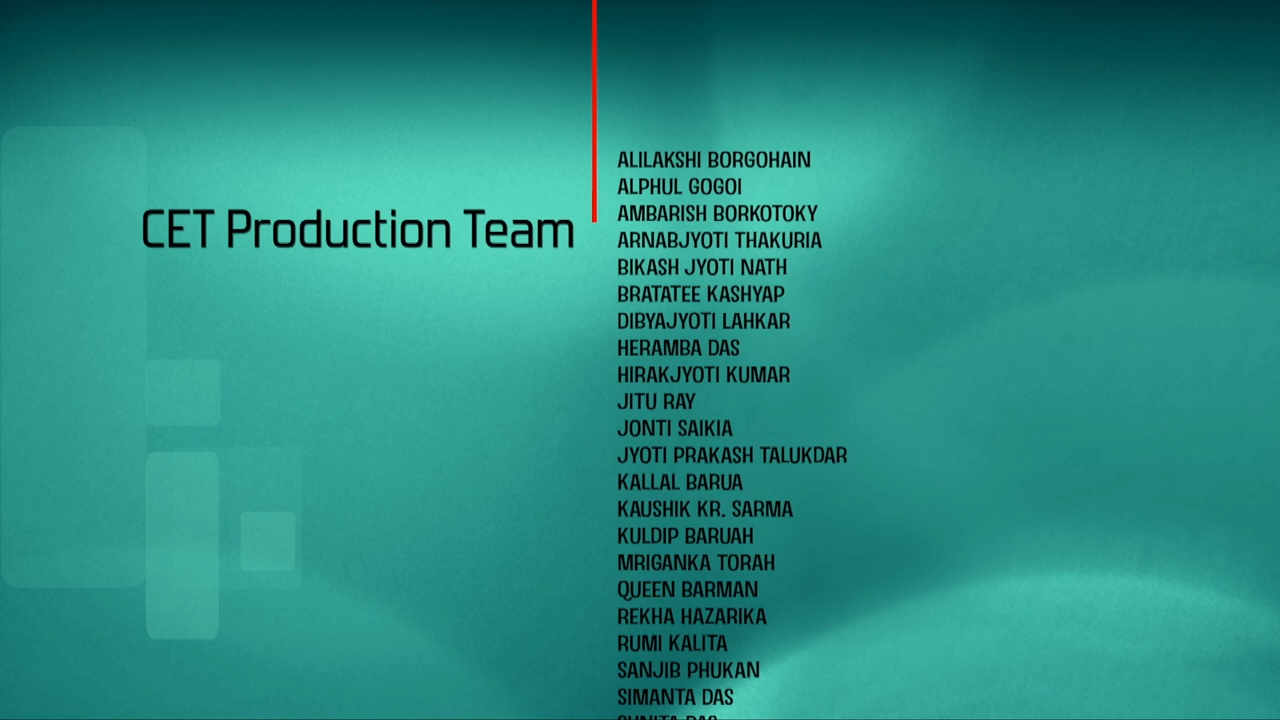 CET Production Team
ALILAKSHI BORGOHAIN
ALPHUL GOGOI
AMBARISH BORKOTOKY
ARNABJYOTI THAKURIA
BIKASH JYOTI NATH
BRATATEE KASHYAP
DIBYAJYOTI LAHKAR
HERAMBA DAS
HIRAKJYOTI KUMAR
JITU RAY
JONTI SAIKIA
JYOTI PRAKASH TALUKDAR
KALLAL BARUA
KAUSHIK KR. SARMA
KULDIP BARUAH
MRIGANKA TORAH
QUEEN BARMAN
REKHA HAZARIKA
RUMI KALITA
SANJIB PHUKAN
SIMANTA DAS